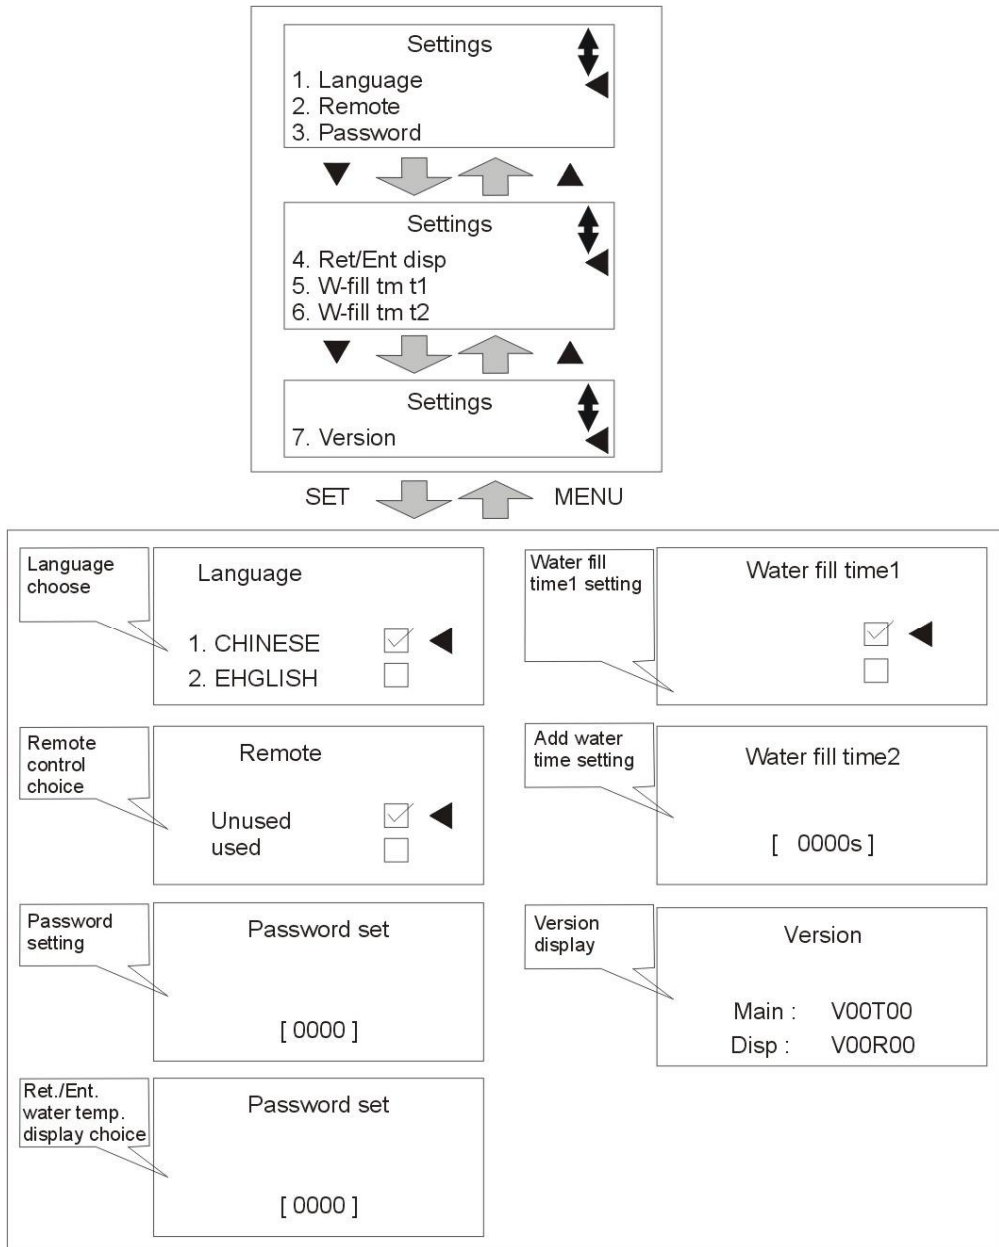 Settings
1. Language
2. Remote
3. Password
Settings
4. Ret/Ent disp
5. W-fill tm t1
6. W-fill tm t2
Settings
7. Version
SET
MENU
Language
choose
Language
1. CHINESE
2. EHGLISH
Remote
control
choice
Remote
Unused
used
Password
setting
Password set
[ 0000 ]
Ret./Ent.
water temp.
display choice
Password set
[ 0000 ]
Water fill
time1 setting
Water fill time1
Add water
time setting
Water fill time2
[ 0000s ]
Version
display
Version
Main : V00T00
Disp : V00R00